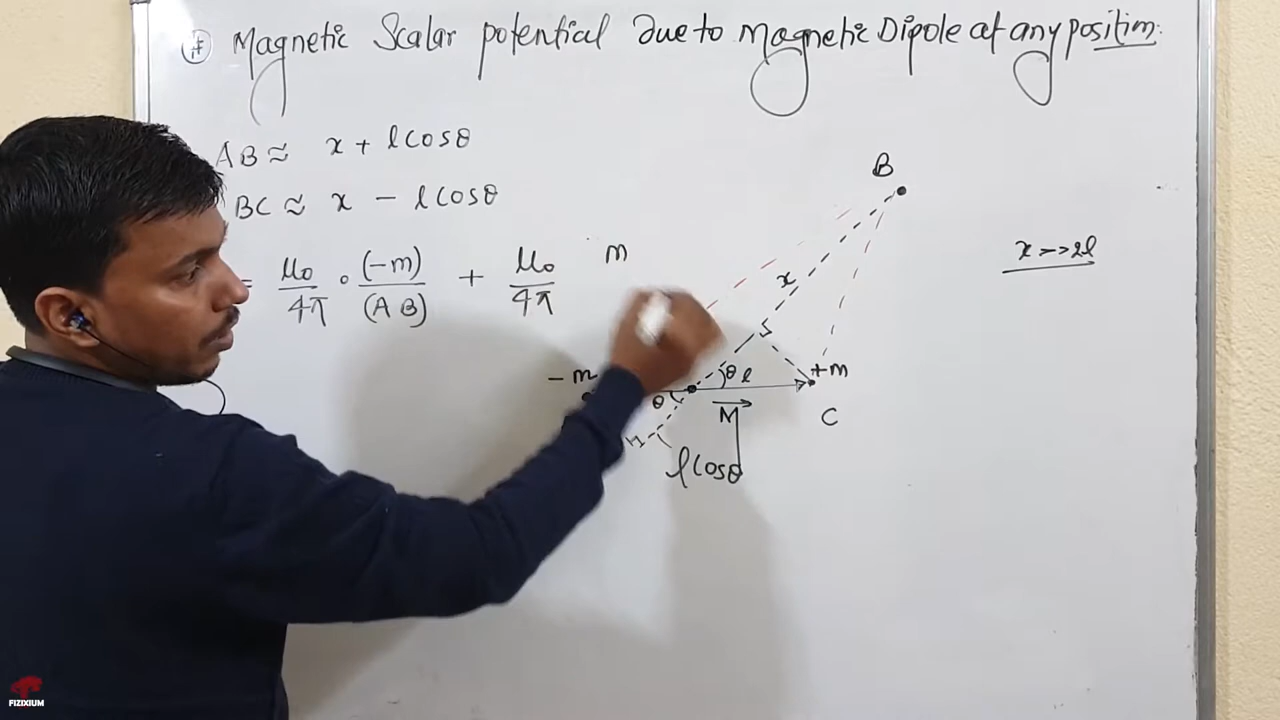 # Magnetic Scalar potential Due to Magnetic Dipole at any position:
AB ≈ x + l cosθ
BC ≈ x − l cosθ
= μ₀/4π · (−m)/(AB) + μ₀/4π m
B
x
x >> 2l
−m
θ
θ
l
+m
M
C
l cosθ
FIZIXIUM